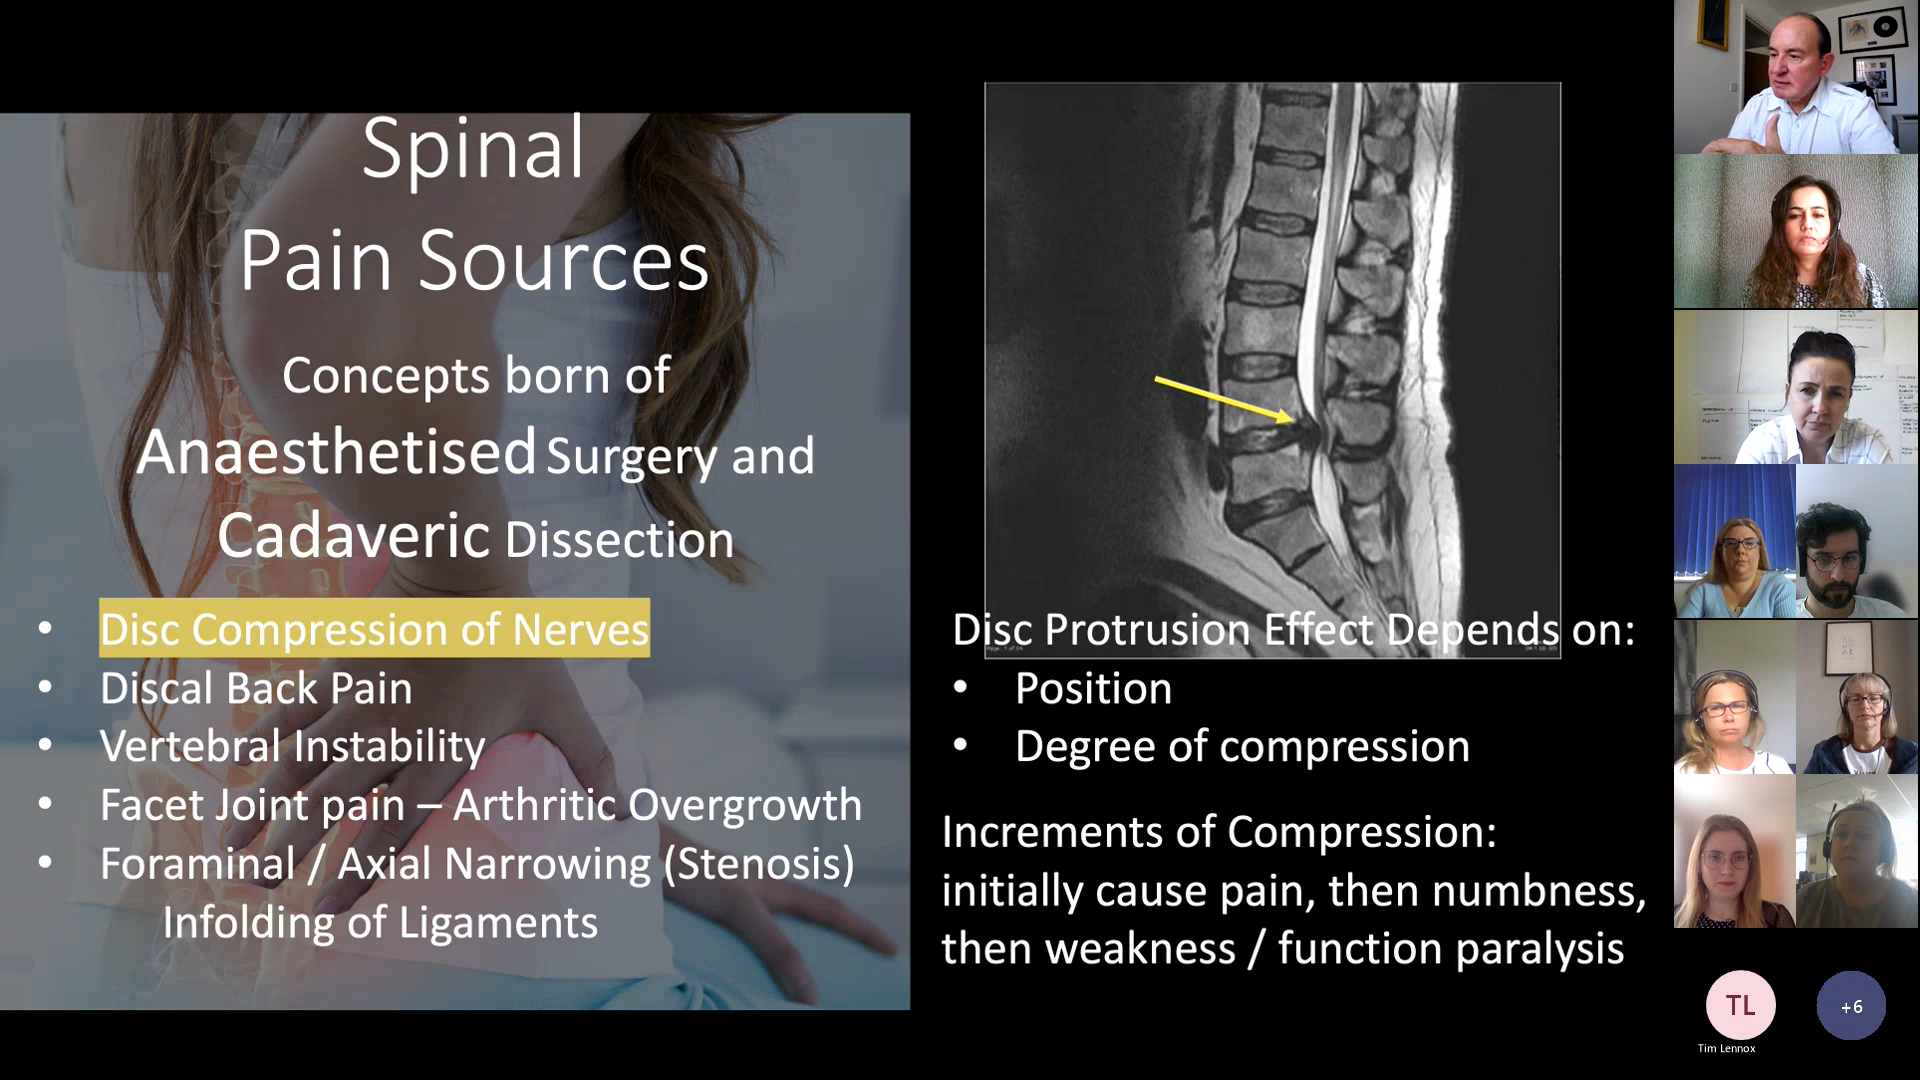 Spinal
Pain Sources
Concepts born of
Anaesthetised Surgery and
Cadaveric Dissection
• Disc Compression of Nerves
• Discal Back Pain
• Vertebral Instability
• Facet Joint pain – Arthritic Overgrowth
• Foraminal / Axial Narrowing (Stenosis)
Infolding of Ligaments
Disc Protrusion Effect Depends on:
• Position
• Degree of compression
Increments of Compression:
initially cause pain, then numbness,
then weakness / function paralysis
TL
Tim Lennox
+6